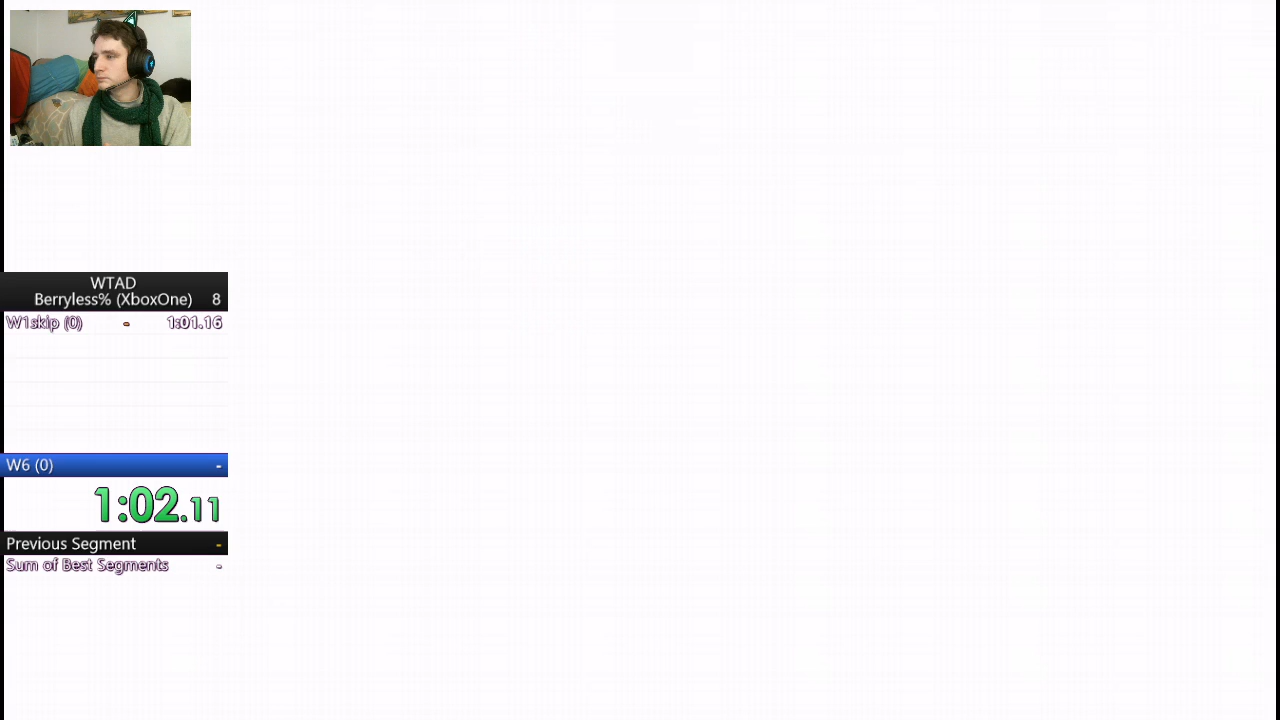 WTAD
Berryless% (XboxOne) 8
W1skip (0) - 1:01.16
W6 (0) -
1:02.11
Previous Segment -
Sum of Best Segments -